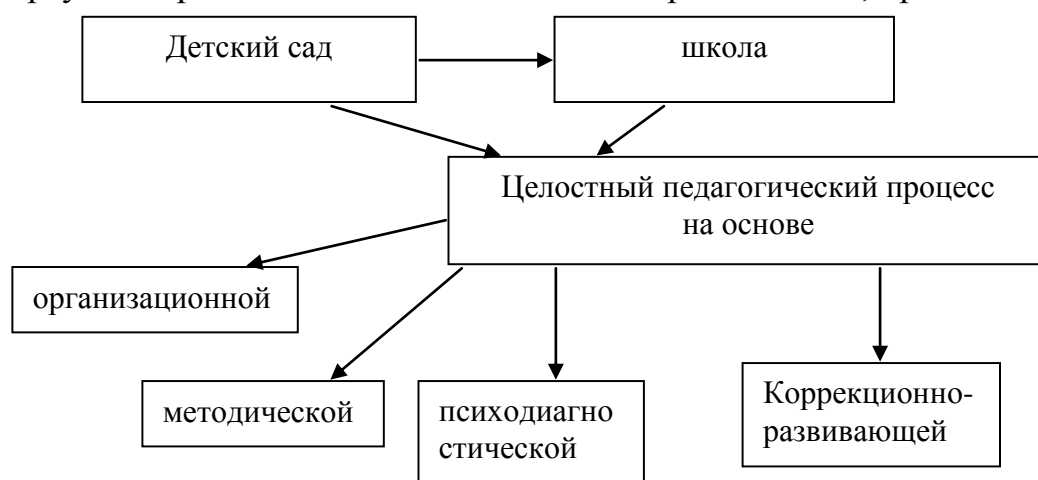 Детский сад
школа
Целостный педагогический процесс
на основе
организационной
методической
психодиагно
стической
Коррекционно-
развивающей